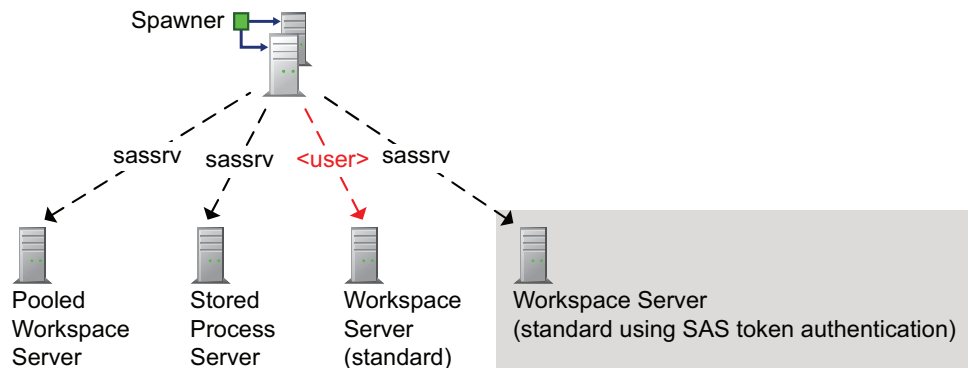 Spawner
sassrv
sassrv
<user>
sassrv
Pooled
Workspace
Server
Stored
Process
Server
Workspace
Server
(standard)
Workspace Server
(standard using SAS token authentication)